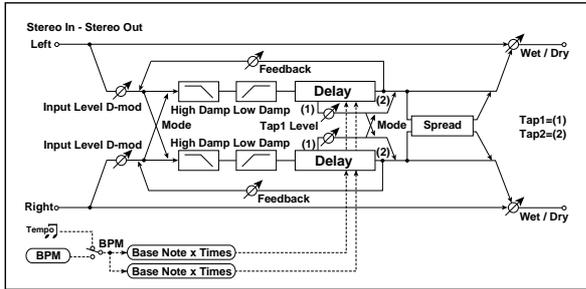 Stereo In - Stereo Out
Left
Wet / Dry
Feedback
Input Level D-mod
High Damp Low Damp
Delay
(1)
(2)
Mode
Tap1 Level
Mode
Spread
Tap1=(1)
Tap2=(2)
Input Level D-mod
High Damp Low Damp
(1)
Delay
(2)
Feedback
Right
Wet / Dry
Tempo
BPM
BPM
Base Note x Times
Base Note x Times